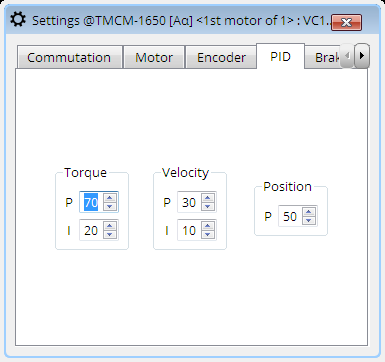 Settings @TMCM-1650 [Aα] <1st motor of 1> : VC1...
Commutation Motor Encoder PID Brak
Torque Velocity
Position
P 70 P 30
P 50
I 20 I 10